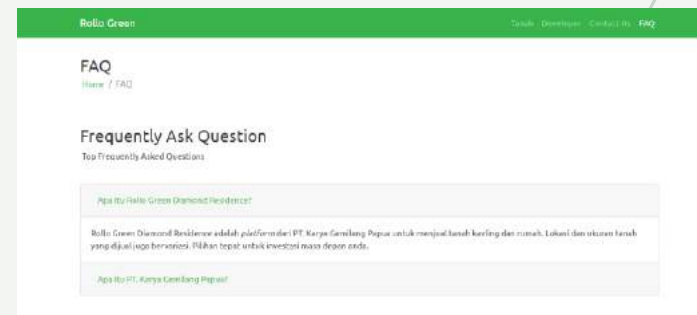 Rollo Green
Tanah Developer Contact Us FAQ
FAQ
Home / FAQ
Frequently Ask Question
Top Frequently Asked Questions
Apa Itu Rollo Green Diamond Residence?
Rollo Green Diamond Residence adalah platform dari PT. Karya Gemilang Papua untuk menjual tanah kavling dan rumah. Lokasi dan ukuran tanah
yang dijual juga bervariasi. Pilihan tepat untuk investasi masa depan anda.
Apa Itu PT. Karya Gemilang Papua?